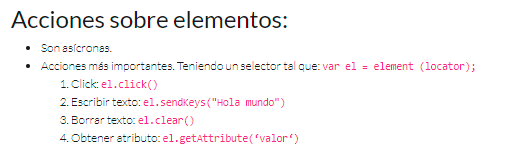 Acciones sobre elementos:
• Son asícronas.
• Acciones más importantes. Teniendo un selector tal que: var el = element (locator);
1. Click: el.click()
2. Escribir texto: el.sendKeys("Hola mundo")
3. Borrar texto: el.clear()
4. Obtener atributo: el.getAttribute(‘valor‘)